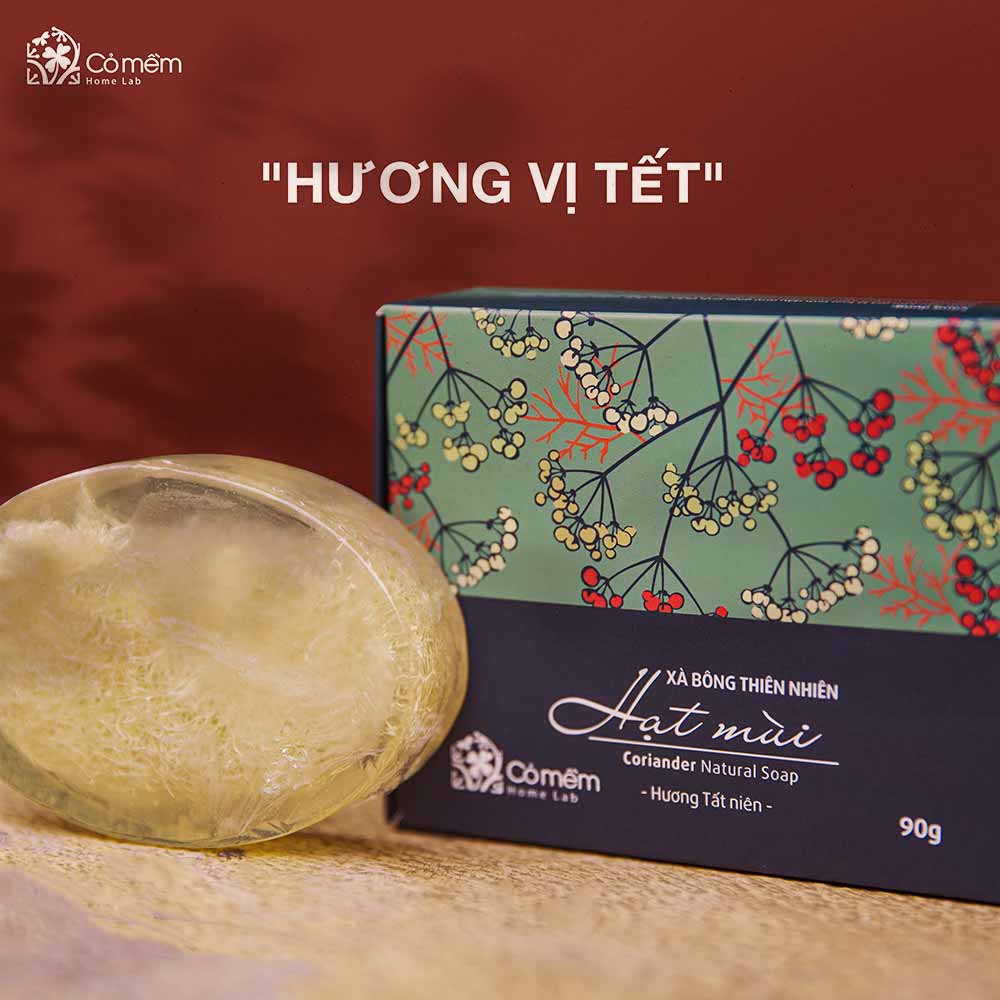 Cỏ mềm
Home Lab
"HƯƠNG VỊ TẾT"
XÀ BÔNG THIÊN NHIÊN
Hạt mùi
Coriander Natural Soap
- Hương Tất niên -
Cỏ mềm
Home Lab
90g